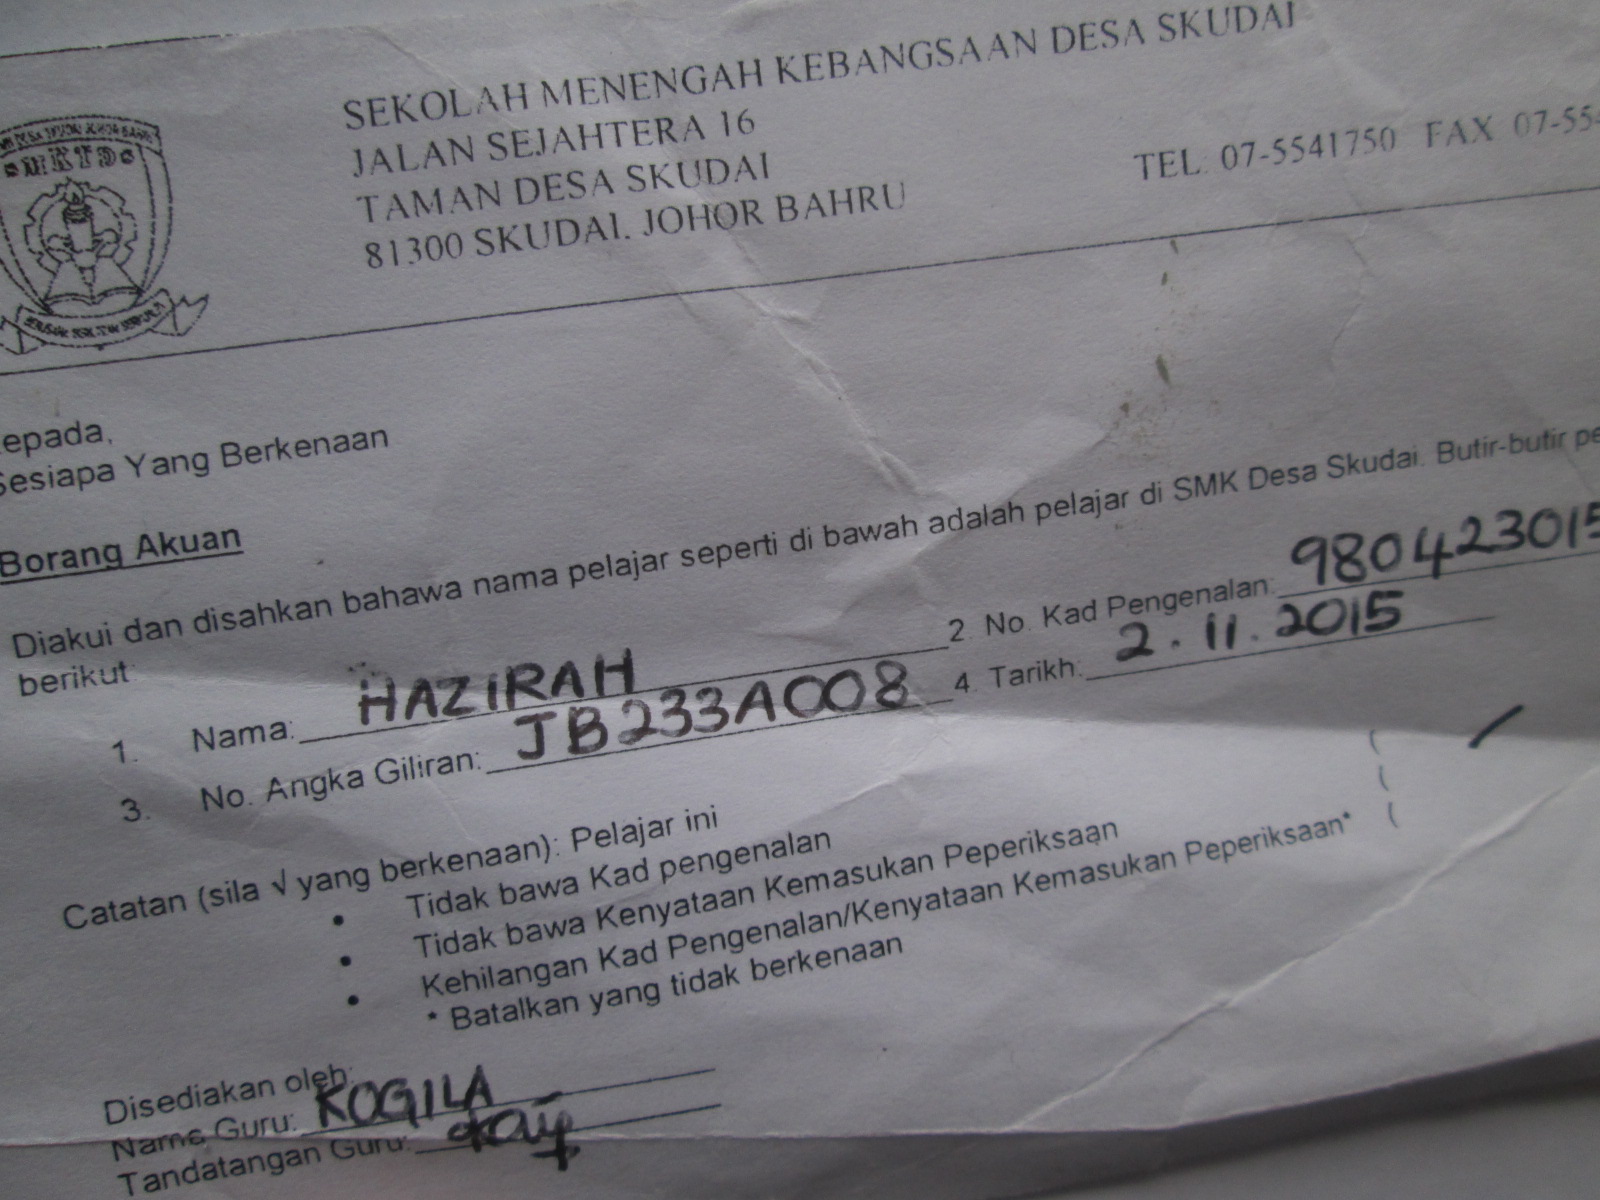 SEKOLAH MENENGAH KEBANGSAAN DESA SKUDAI
JALAN SEJAHTERA 16
TAMAN DESA SKUDAI
81300 SKUDAI. JOHOR BAHRU
TEL. 07-5541750 FAX 07-55
epada,
Sesiapa Yang Berkenaan
Borang Akuan
Diakui dan disahkan bahawa nama pelajar seperti di bawah adalah pelajar di SMK Desa Skudai. Butir-butir pe
berikut
1. Nama: HAZIRAH 2. No. Kad Pengenalan: 980423015
3. No. Angka Giliran: JB233A008 4. Tarikh: 2.11.2015
Catatan (sila √ yang berkenaan): Pelajar ini
• Tidak bawa Kad pengenalan ( /
• Tidak bawa Kenyataan Kemasukan Peperiksaan (
• Kehilangan Kad Pengenalan/Kenyataan Kemasukan Peperiksaan* (
* Batalkan yang tidak berkenaan
Disediakan oleh:
Nama Guru: KOGILA
Tandatangan Guru: